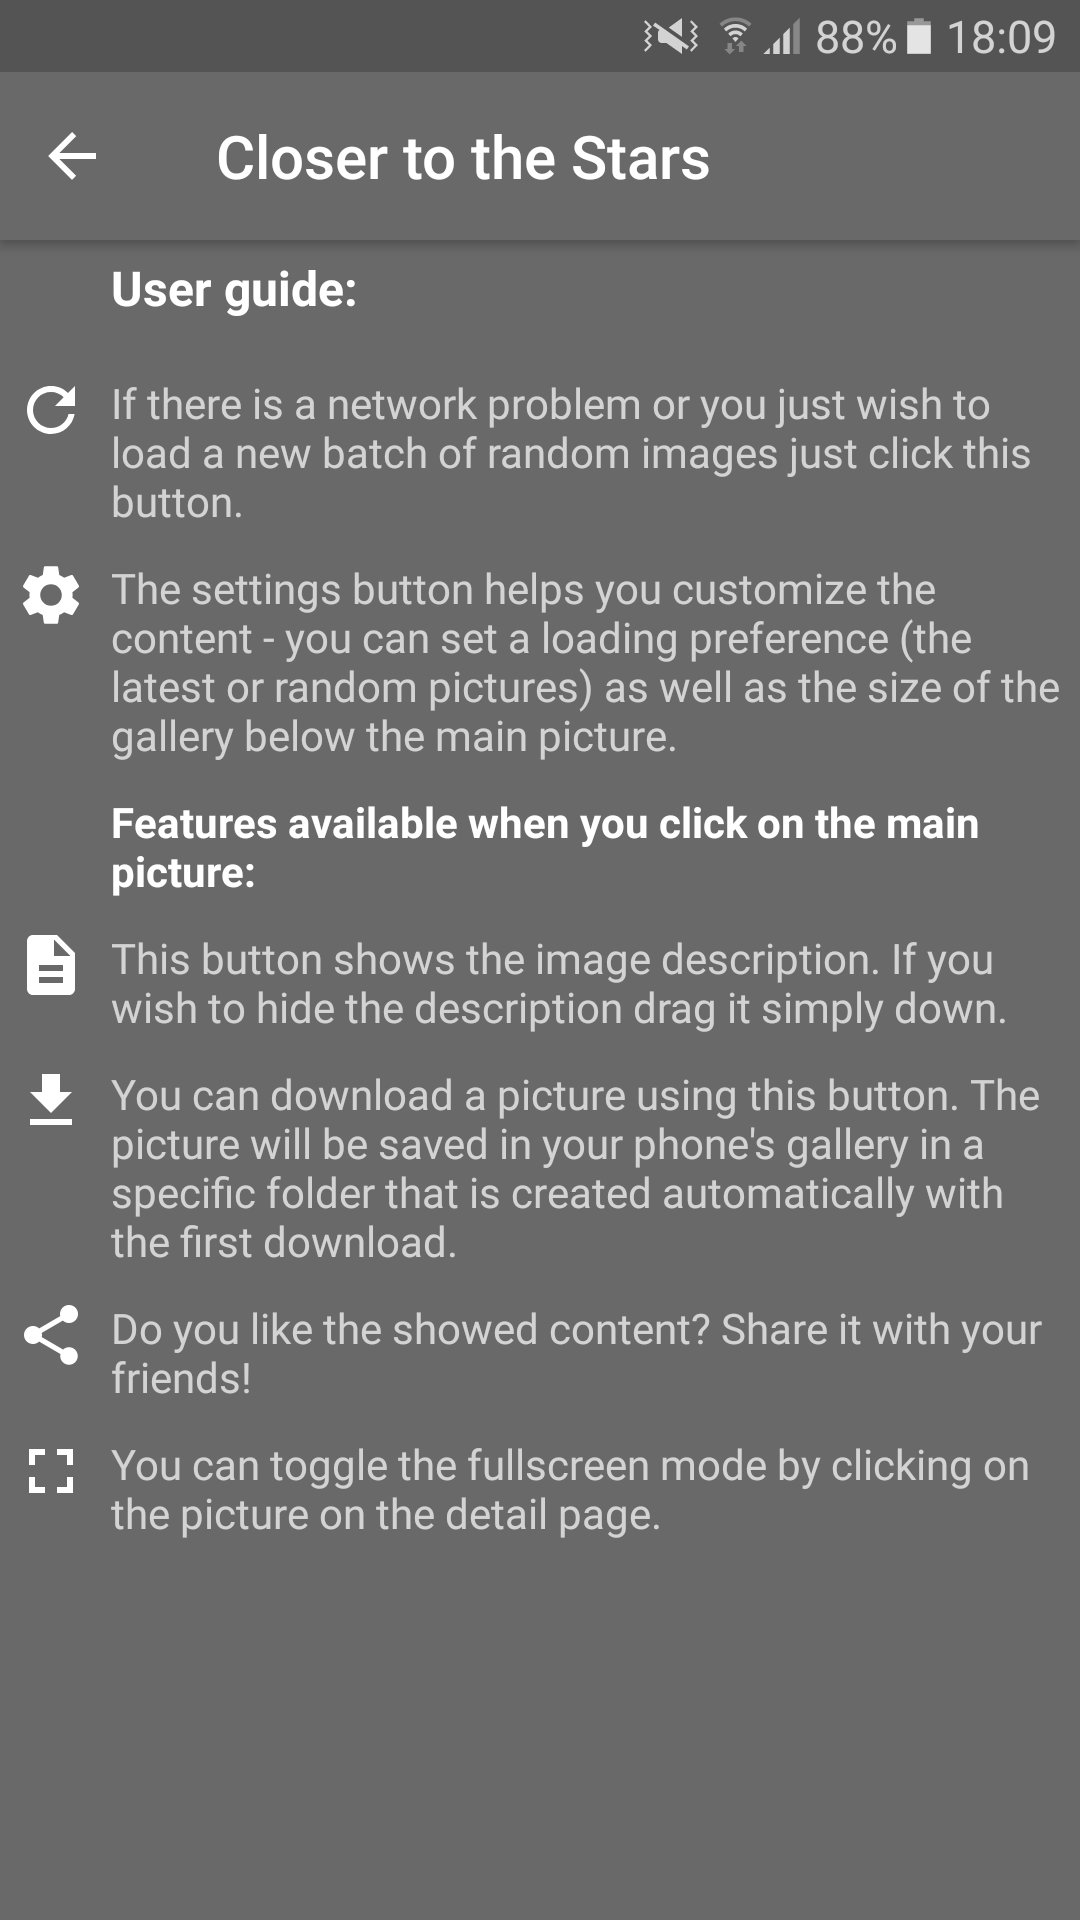 88% 18:09
Closer to the Stars
User guide:
If there is a network problem or you just wish to
load a new batch of random images just click this
button.
The settings button helps you customize the
content - you can set a loading preference (the
latest or random pictures) as well as the size of the
gallery below the main picture.
Features available when you click on the main
picture:
This button shows the image description. If you
wish to hide the description drag it simply down.
You can download a picture using this button. The
picture will be saved in your phone's gallery in a
specific folder that is created automatically with
the first download.
Do you like the showed content? Share it with your
friends!
You can toggle the fullscreen mode by clicking on
the picture on the detail page.